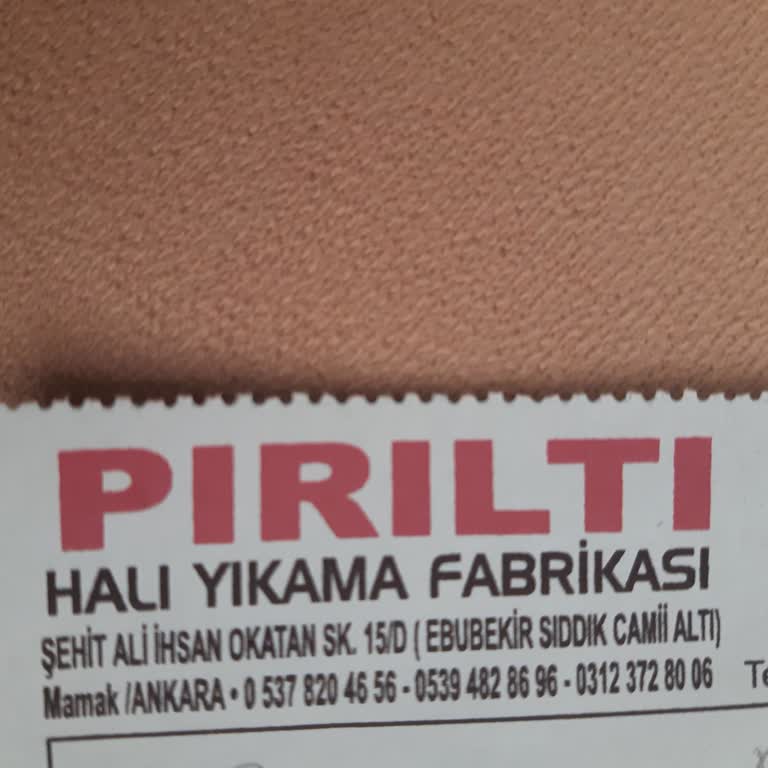 PIRILTI
HALI YIKAMA FABRİKASI
ŞEHİT ALİ İHSAN OKATAN SK. 15/D ( EBUBEKİR SIDDIK CAMİİ ALTI)
Mamak /ANKARA • 0 537 820 46 56 - 0539 482 86 96 - 0312 372 80 06